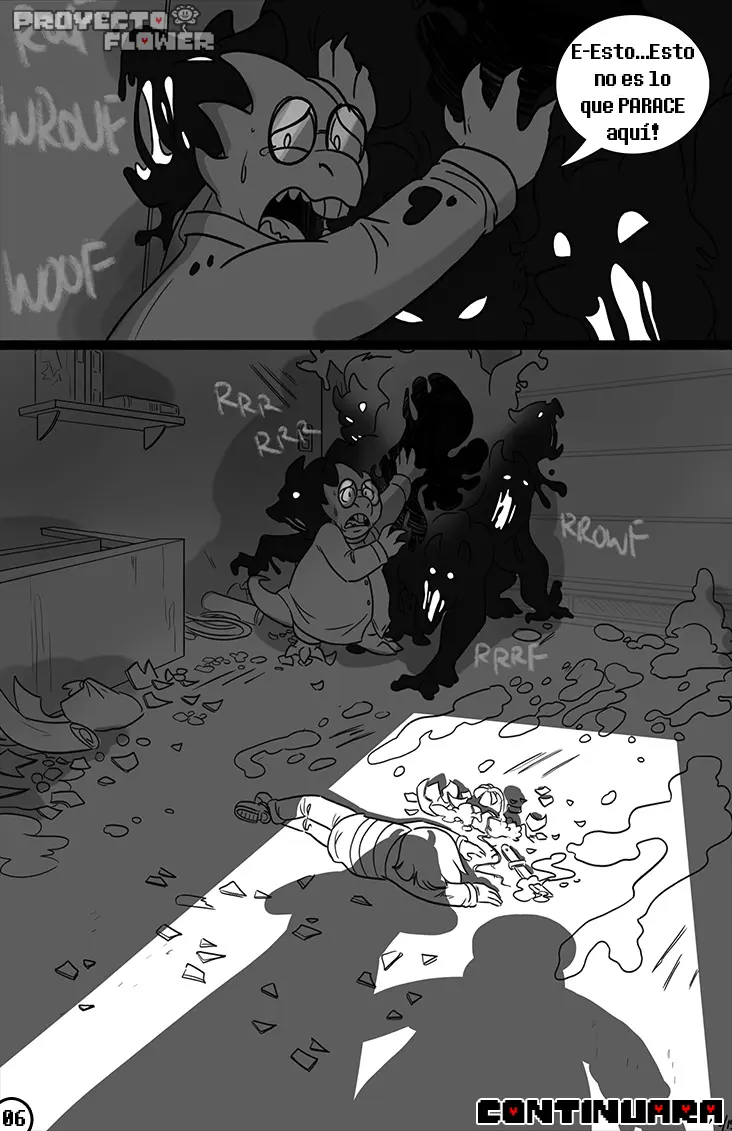 PROYECTO
FLOWER
WROUF
WOOF
E-Esto...Esto
no es lo
que PARACE
aquí!
RRR
RRR
RROWF
RRRF
06
CONTINUARA